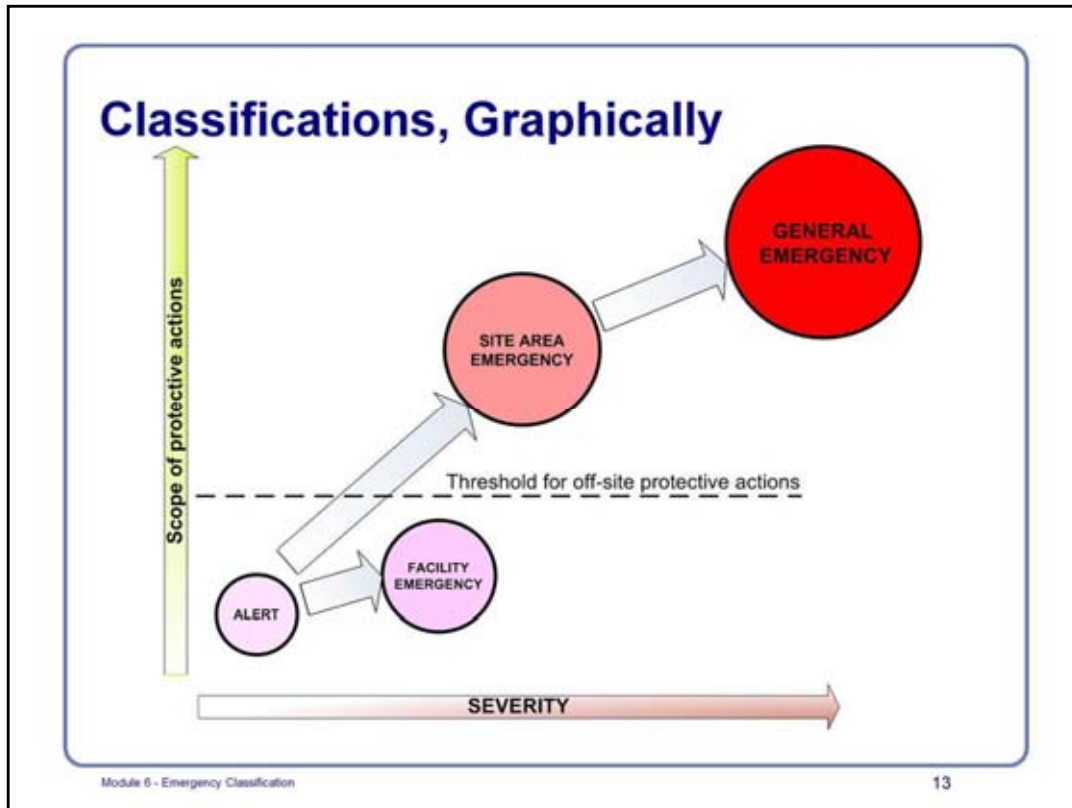 Classifications, Graphically
Scope of protective actions
GENERAL
EMERGENCY
SITE AREA
EMERGENCY
Threshold for off-site protective actions
FACILITY
EMERGENCY
ALERT
SEVERITY
Module 6 - Emergency Classification
13